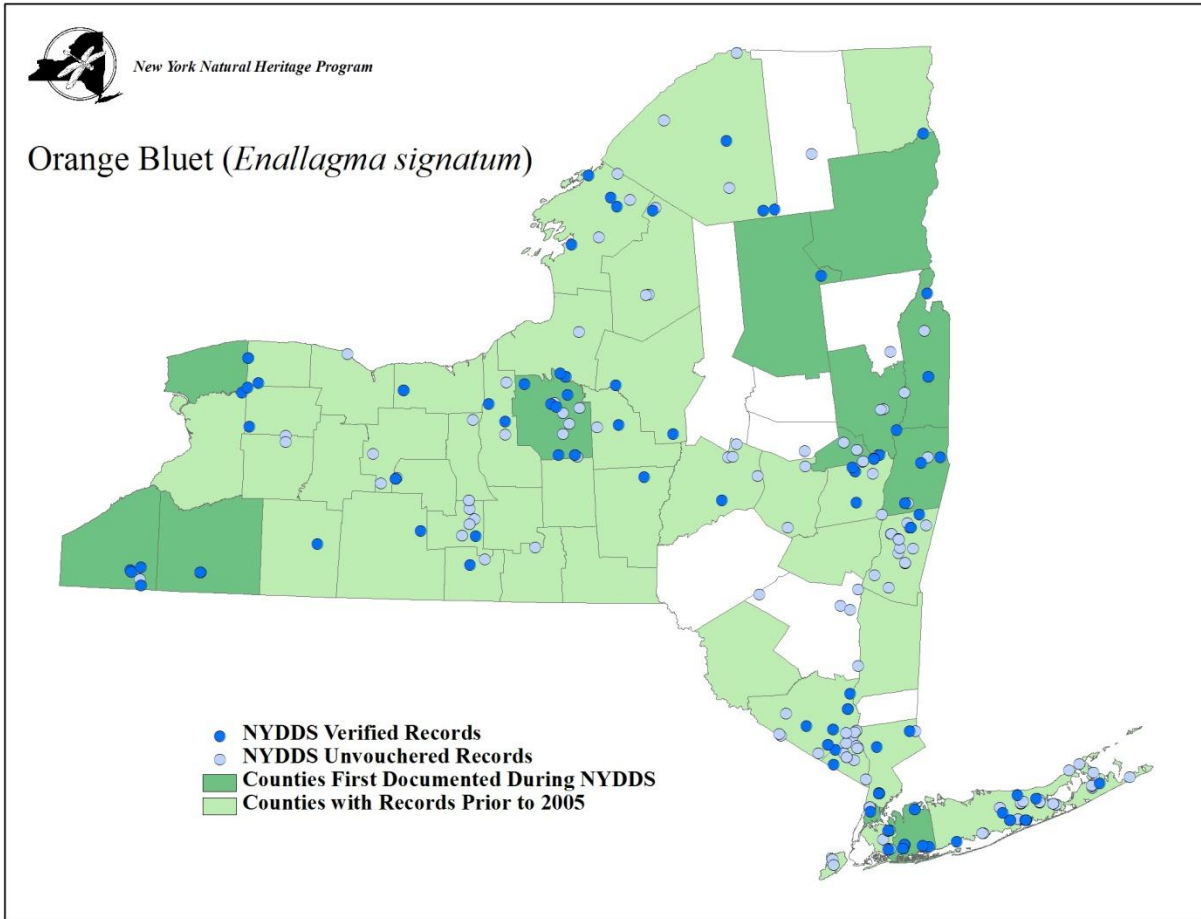 New York Natural Heritage Program
Orange Bluet (Enallagma signatum)
NYDDS Verified Records
NYDDS Unvouchered Records
Counties First Documented During NYDDS
Counties with Records Prior to 2005